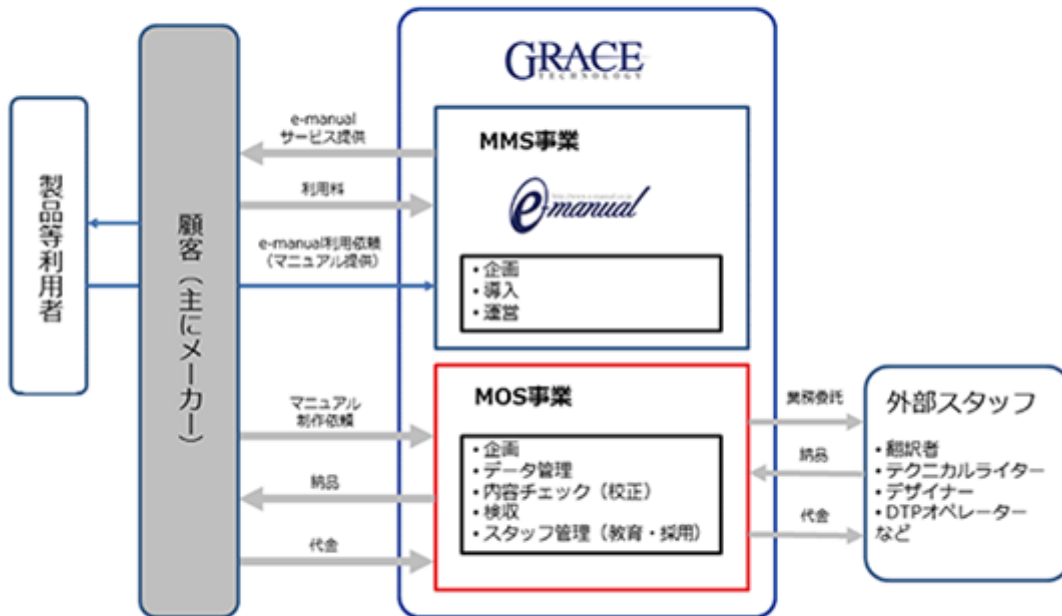 GRACE
TECHNOLOGY
製品等利用者
顧客（主にメーカー）
e-manual
サービス提供
利用料
e-manual利用依頼
（マニュアル提供）
MMS事業
e-manual
・企画
・導入
・運営
マニュアル
制作依頼
納品
代金
MOS事業
・企画
・データ管理
・内容チェック（校正）
・検収
・スタッフ管理（教育・採用）
業務委託
納品
代金
外部スタッフ
・翻訳者
・テクニカルライター
・デザイナー
・DTPオペレーター
など